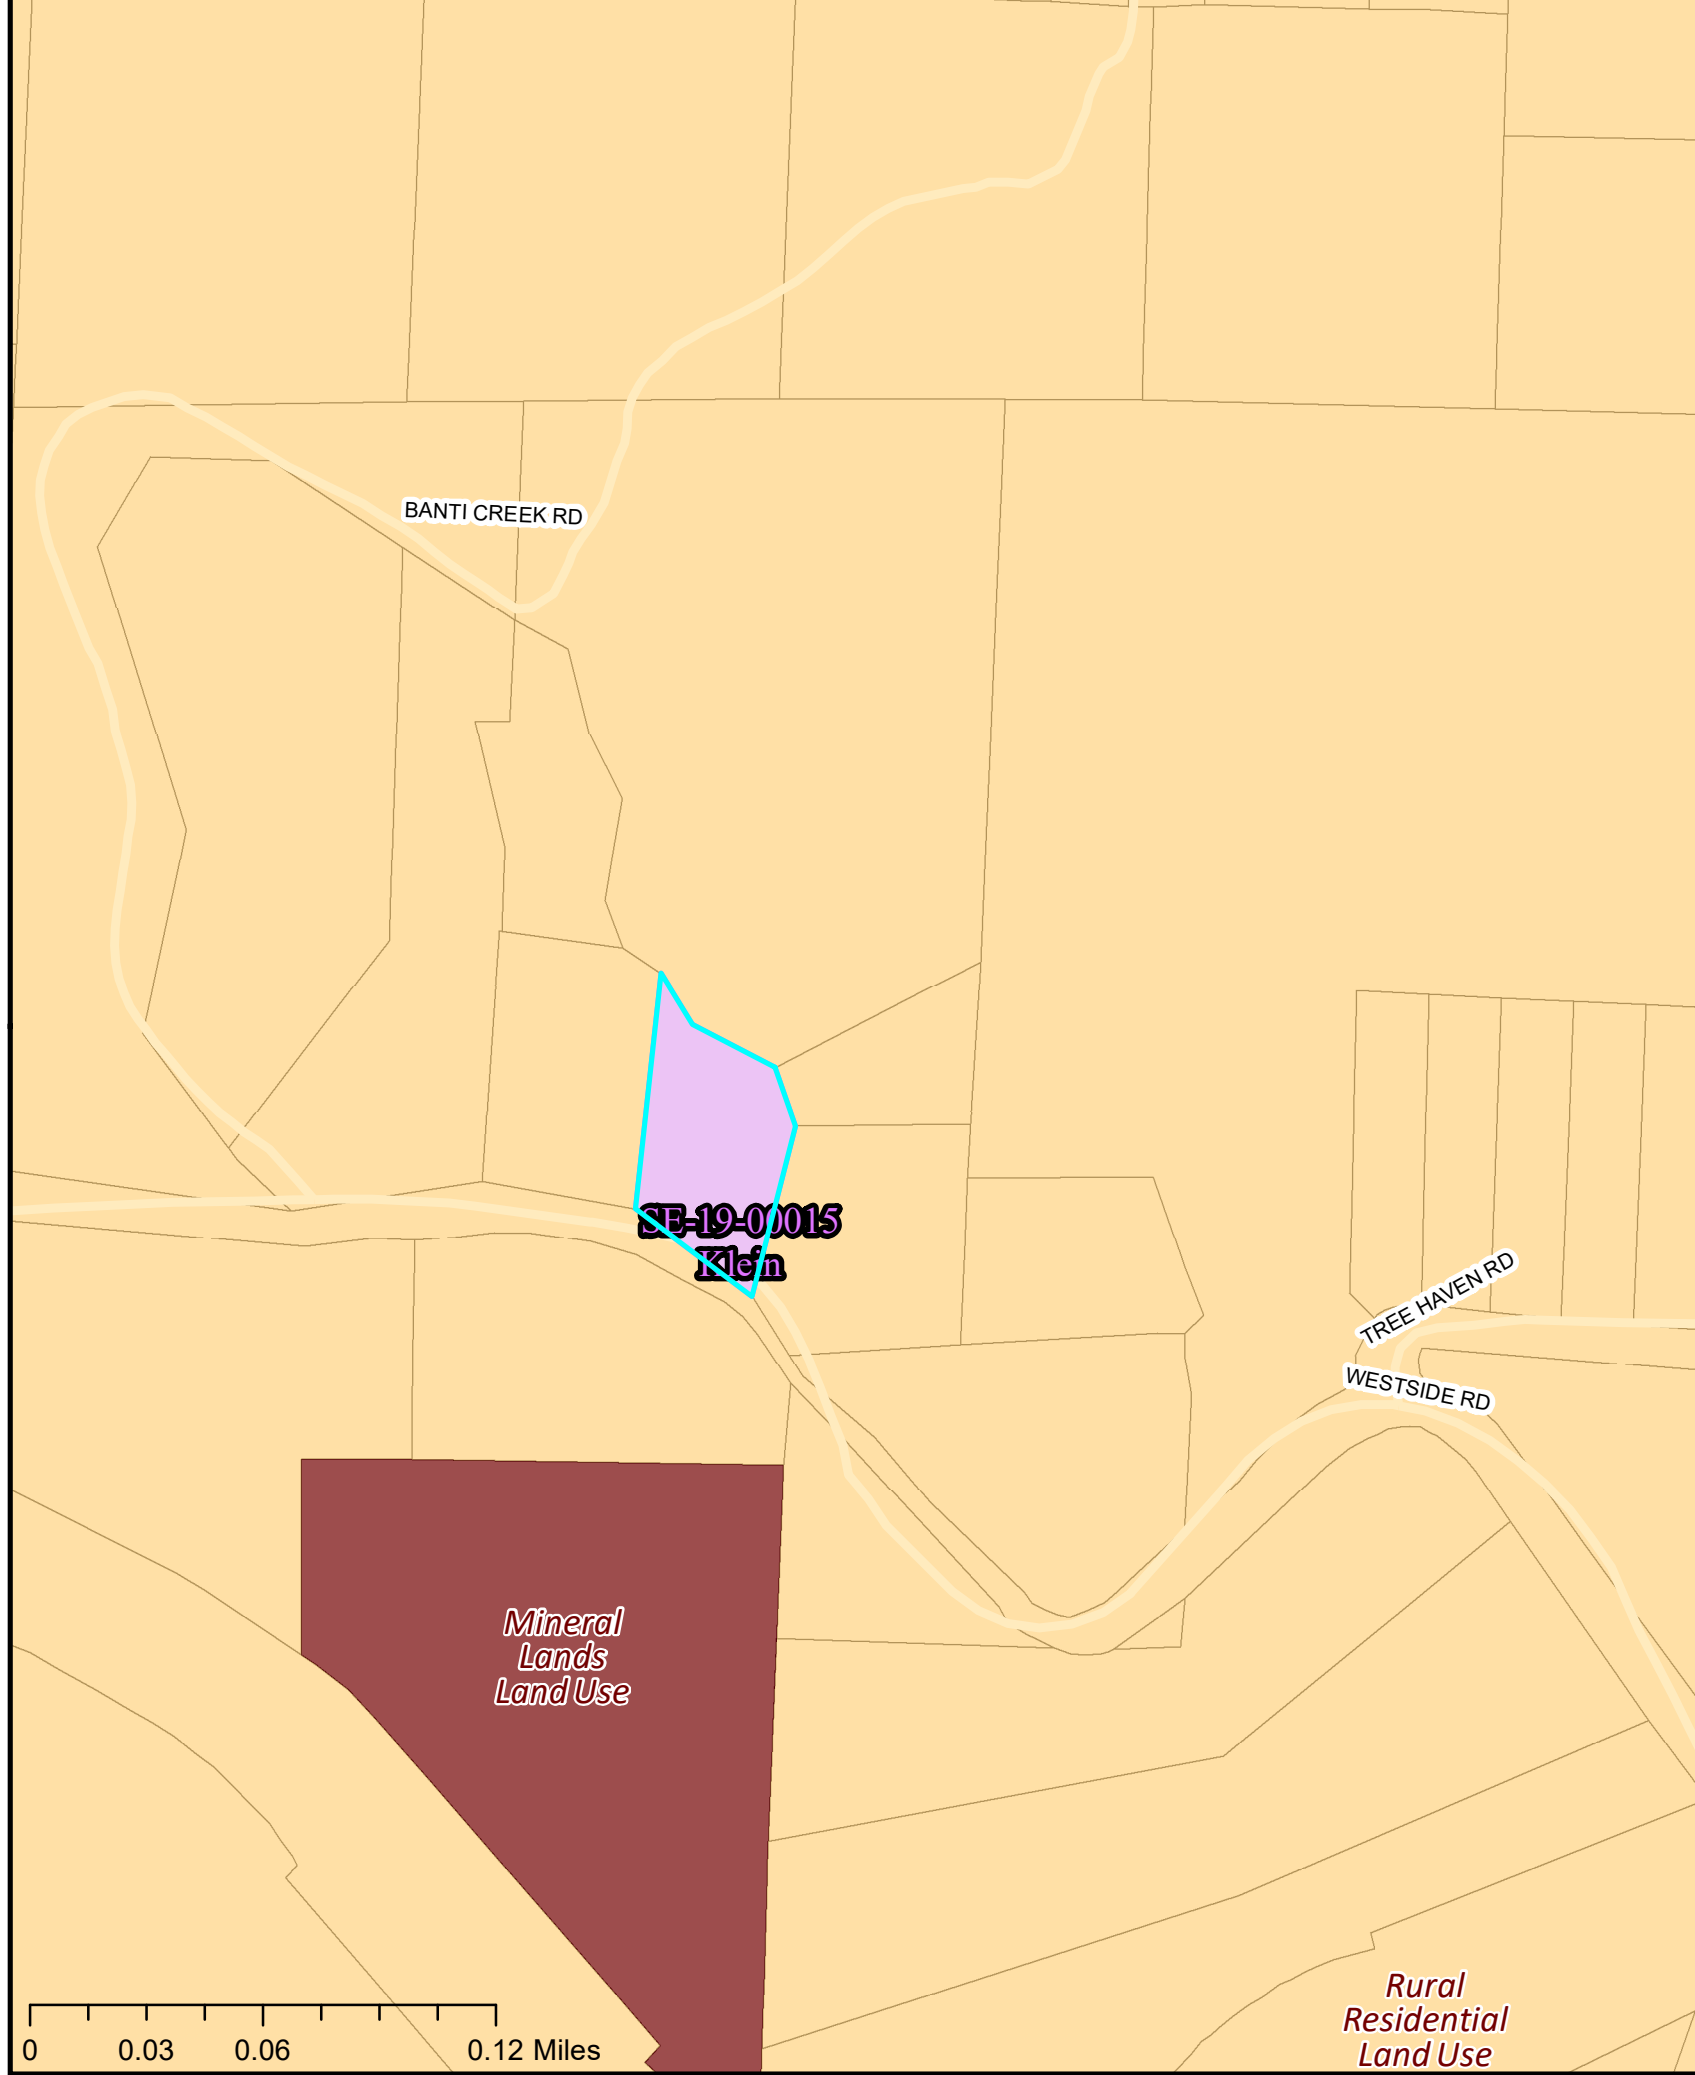 BANTI CREEK RD
SE-19-00015
Klein
TREE HAVEN RD
WESTSIDE RD
Mineral
Lands
Land Use
Rural
Residential
Land Use
0 0.03 0.06 0.12 Miles